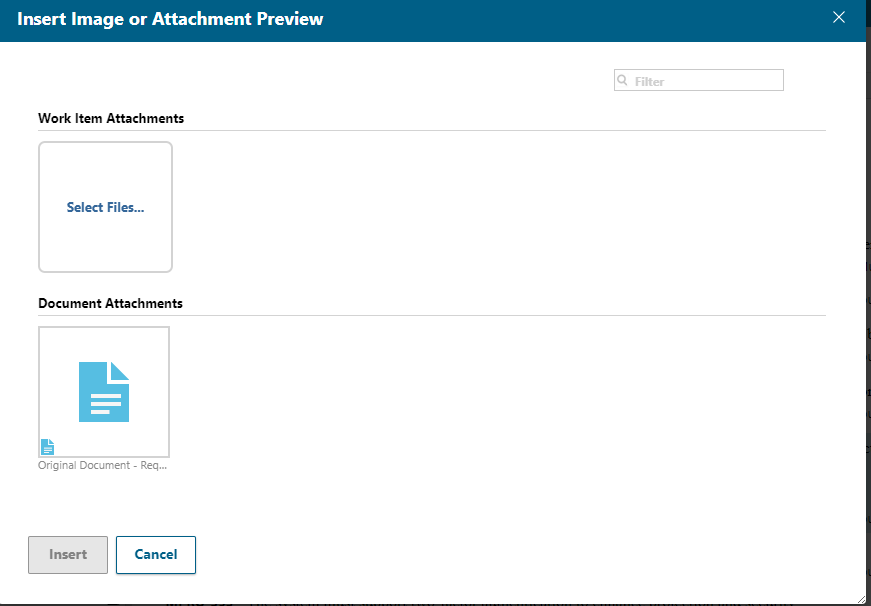 Insert Image or Attachment Preview
Filter
Work Item Attachments
Select Files...
Document Attachments
Original Document - Req...
Insert
Cancel